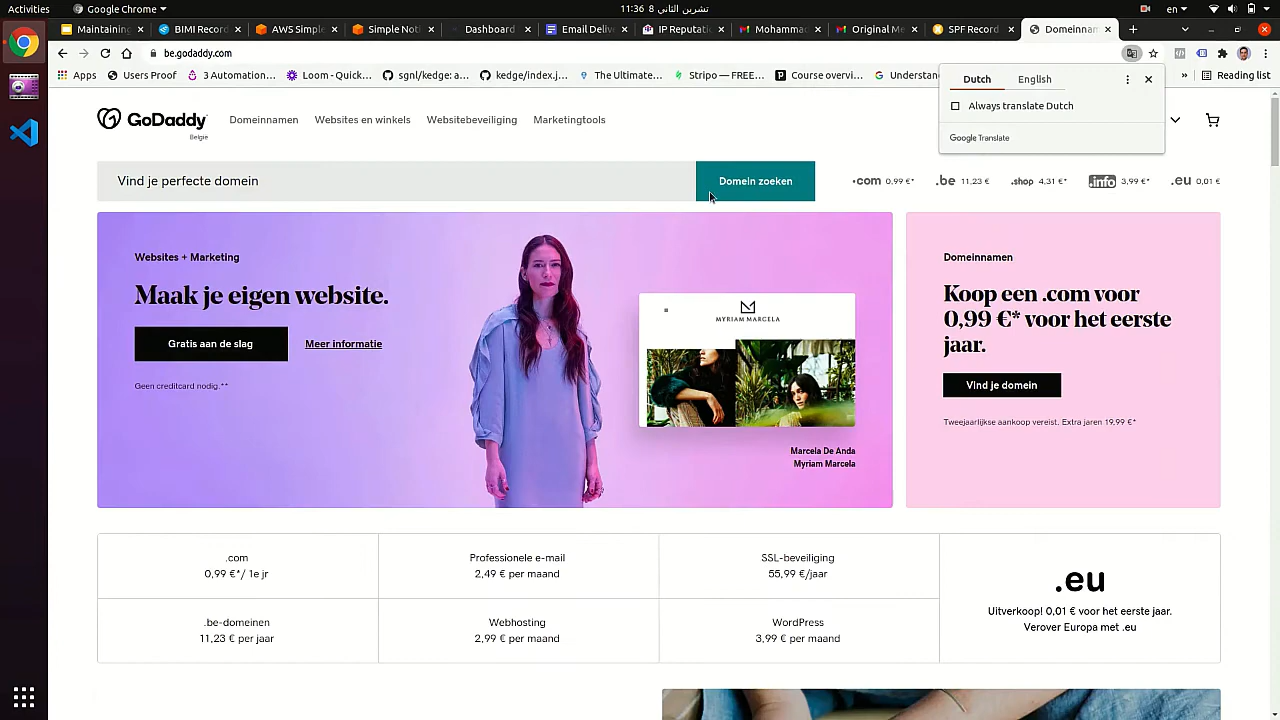 Activities
Google Chrome
11:36 8 تشرين الثاني
en
Maintaining
BIMI Record
AWS Simple
Simple Noti
Dashboard
Email Delive
IP Reputati
Mohammad
Original Me
SPF Record
Domeinnam
be.godaddy.com
Apps
Users Proof
3 Automation...
Loom - Quick...
sgnl/kedge: a...
kedge/index.j...
The Ultimate...
Stripo — FREE...
Course overvi...
Understan
»
Reading list
Dutch
English
Always translate Dutch
Google Translate
GoDaddy
België
Domeinnamen
Websites en winkels
Websitebeveiliging
Marketingtools
Vind je perfecte domein
Domein zoeken
.com 0,99 €*
.be 11,23 €
.shop 4,31 €*
.info 3,99 €*
.eu 0,01 €
Websites + Marketing
Maak je eigen website.
Gratis aan de slag
Meer informatie
Geen creditcard nodig.**
MYRIAM MARCELA
Marcela De Anda
Myriam Marcela
Domeinnamen
Koop een .com voor
0,99 €* voor het eerste
jaar.
Vind je domein
Tweejaarlijkse aankoop vereist. Extra jaren 19,99 €*
.com
0,99 €*/ 1e jr
Professionele e-mail
2,49 € per maand
SSL-beveiliging
55,99 €/jaar
.be-domeinen
11,23 € per jaar
Webhosting
2,99 € per maand
WordPress
3,99 € per maand
.eu
Uitverkoop! 0,01 € voor het eerste jaar.
Verover Europa met .eu